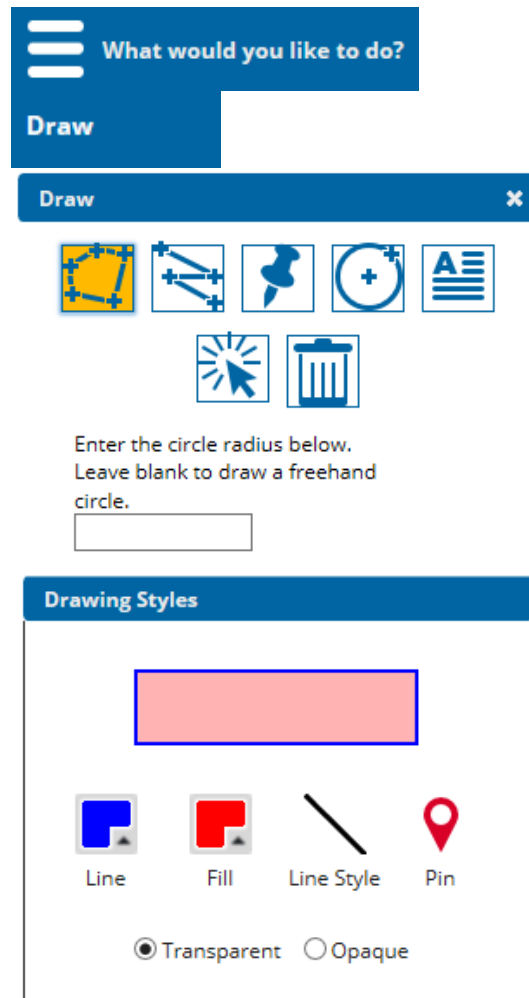 What would you like to do?
Draw
Draw
Enter the circle radius below.
Leave blank to draw a freehand
circle.
Drawing Styles
Line Fill Line Style Pin
Transparent Opaque